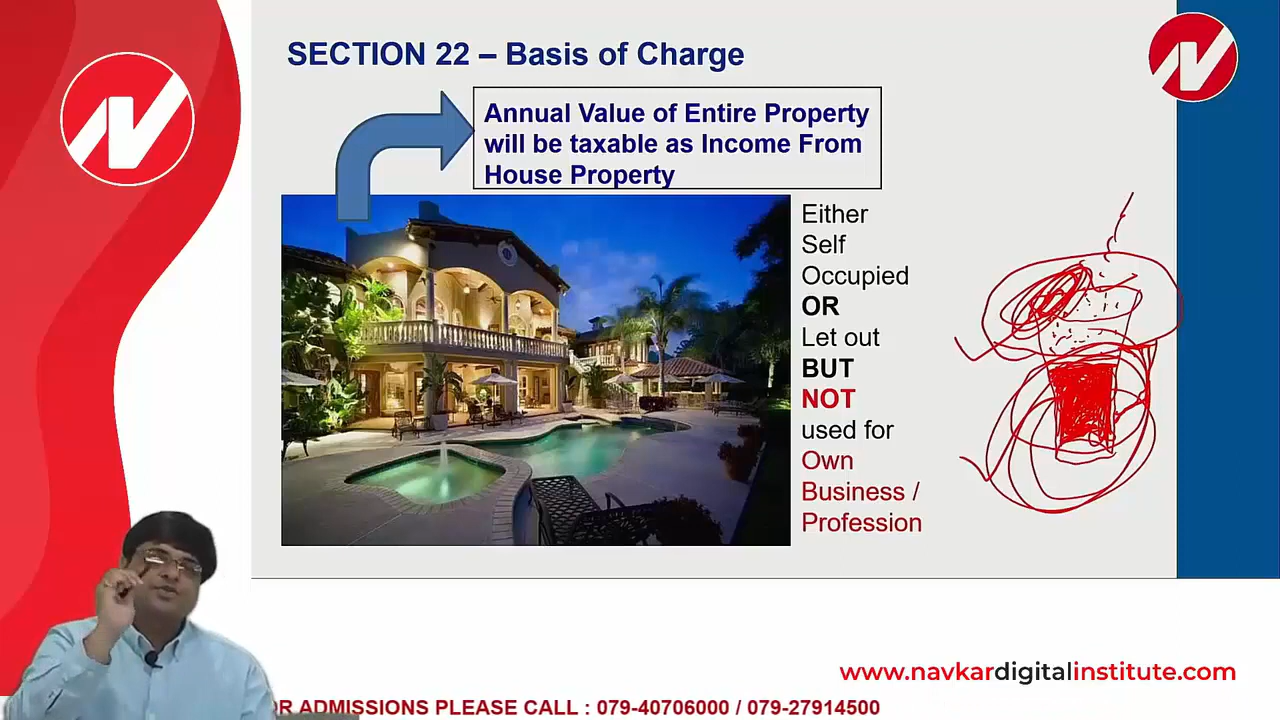 SECTION 22 – Basis of Charge
Annual Value of Entire Property
will be taxable as Income From
House Property
Either
Self
Occupied
OR
Let out
BUT
NOT
used for
Own
Business /
Profession
www.navkardigitalinstitute.com
OR ADMISSIONS PLEASE CALL : 079-40706000 / 079-27914500